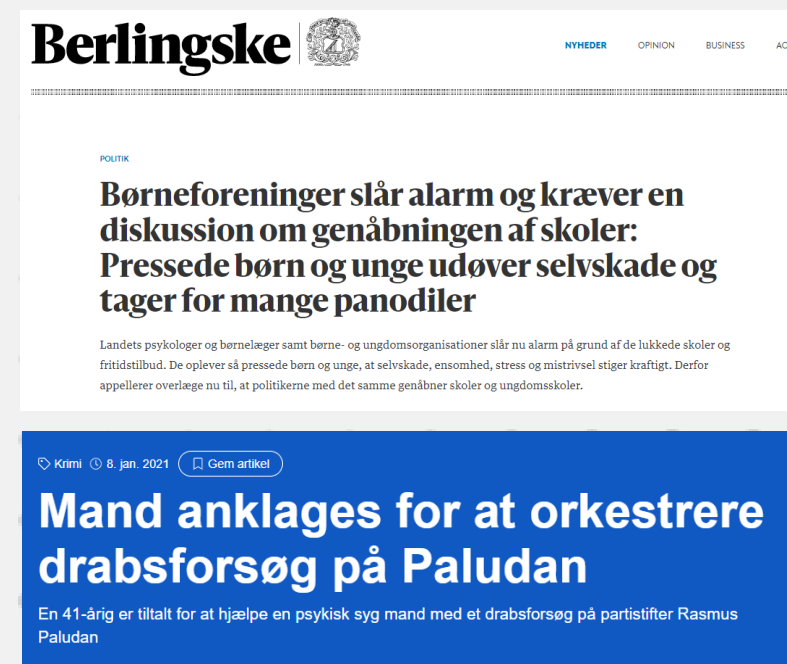 Berlingske
NYHEDER OPINION BUSINESS
POLITIK
Børneforeninger slår alarm og kræver en
diskussion om genåbningen af skoler:
Pressede børn og unge udøver selvskade og
tager for mange panodiler
Landets psykologer og børnelæger samt børne- og ungdomsorganisationer slår nu alarm på grund af de lukkede skoler og
fritidstilbud. De oplever så pressede børn og unge, at selvskade, ensomhed, stress og mistrivsel stiger kraftigt. Derfor
appellerer overlæge nu til, at politikerne med det samme genåbner skoler og ungdomsskoler.
Krimi 8. jan. 2021 Gem artikel
Mand anklages for at orkestrere
drabsforsøg på Paludan
En 41-årig er tiltalt for at hjælpe en psykisk syg mand med et drabsforsøg på partistifter Rasmus
Paludan